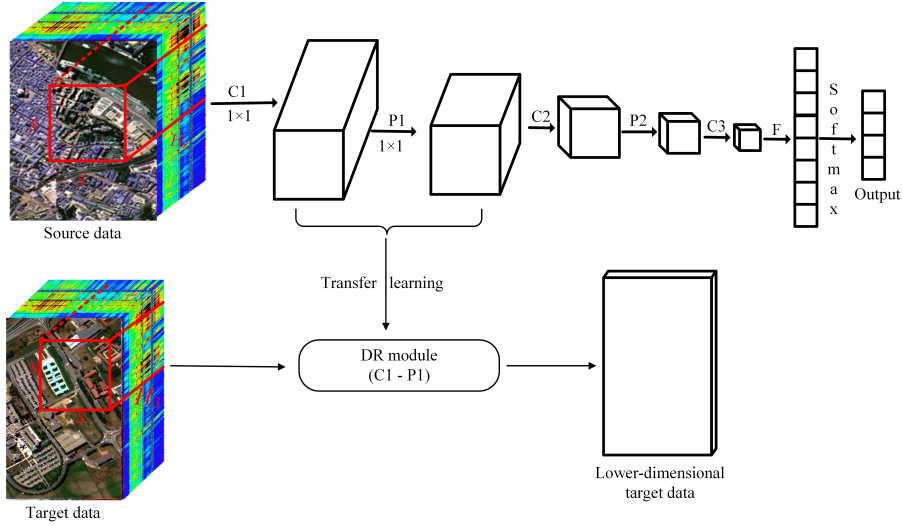 C1
1×1
P1
1×1
C2
P2
C3
F
Softmax
Output
Source data
Transfer learning
DR module
(C1 - P1)
Lower-dimensional
target data
Target data